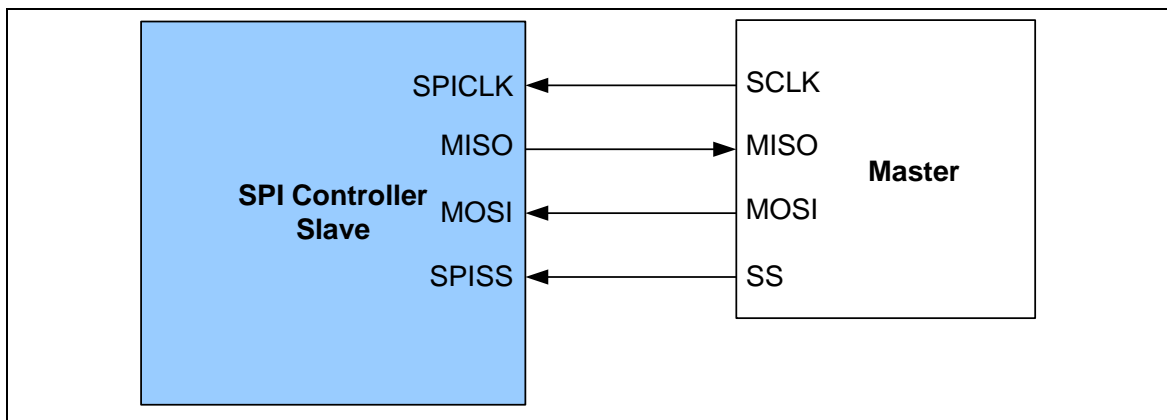 SPICLK
SCLK
MISO
MISO
SPI Controller
Slave
MOSI
MOSI
Master
SPISS
SS